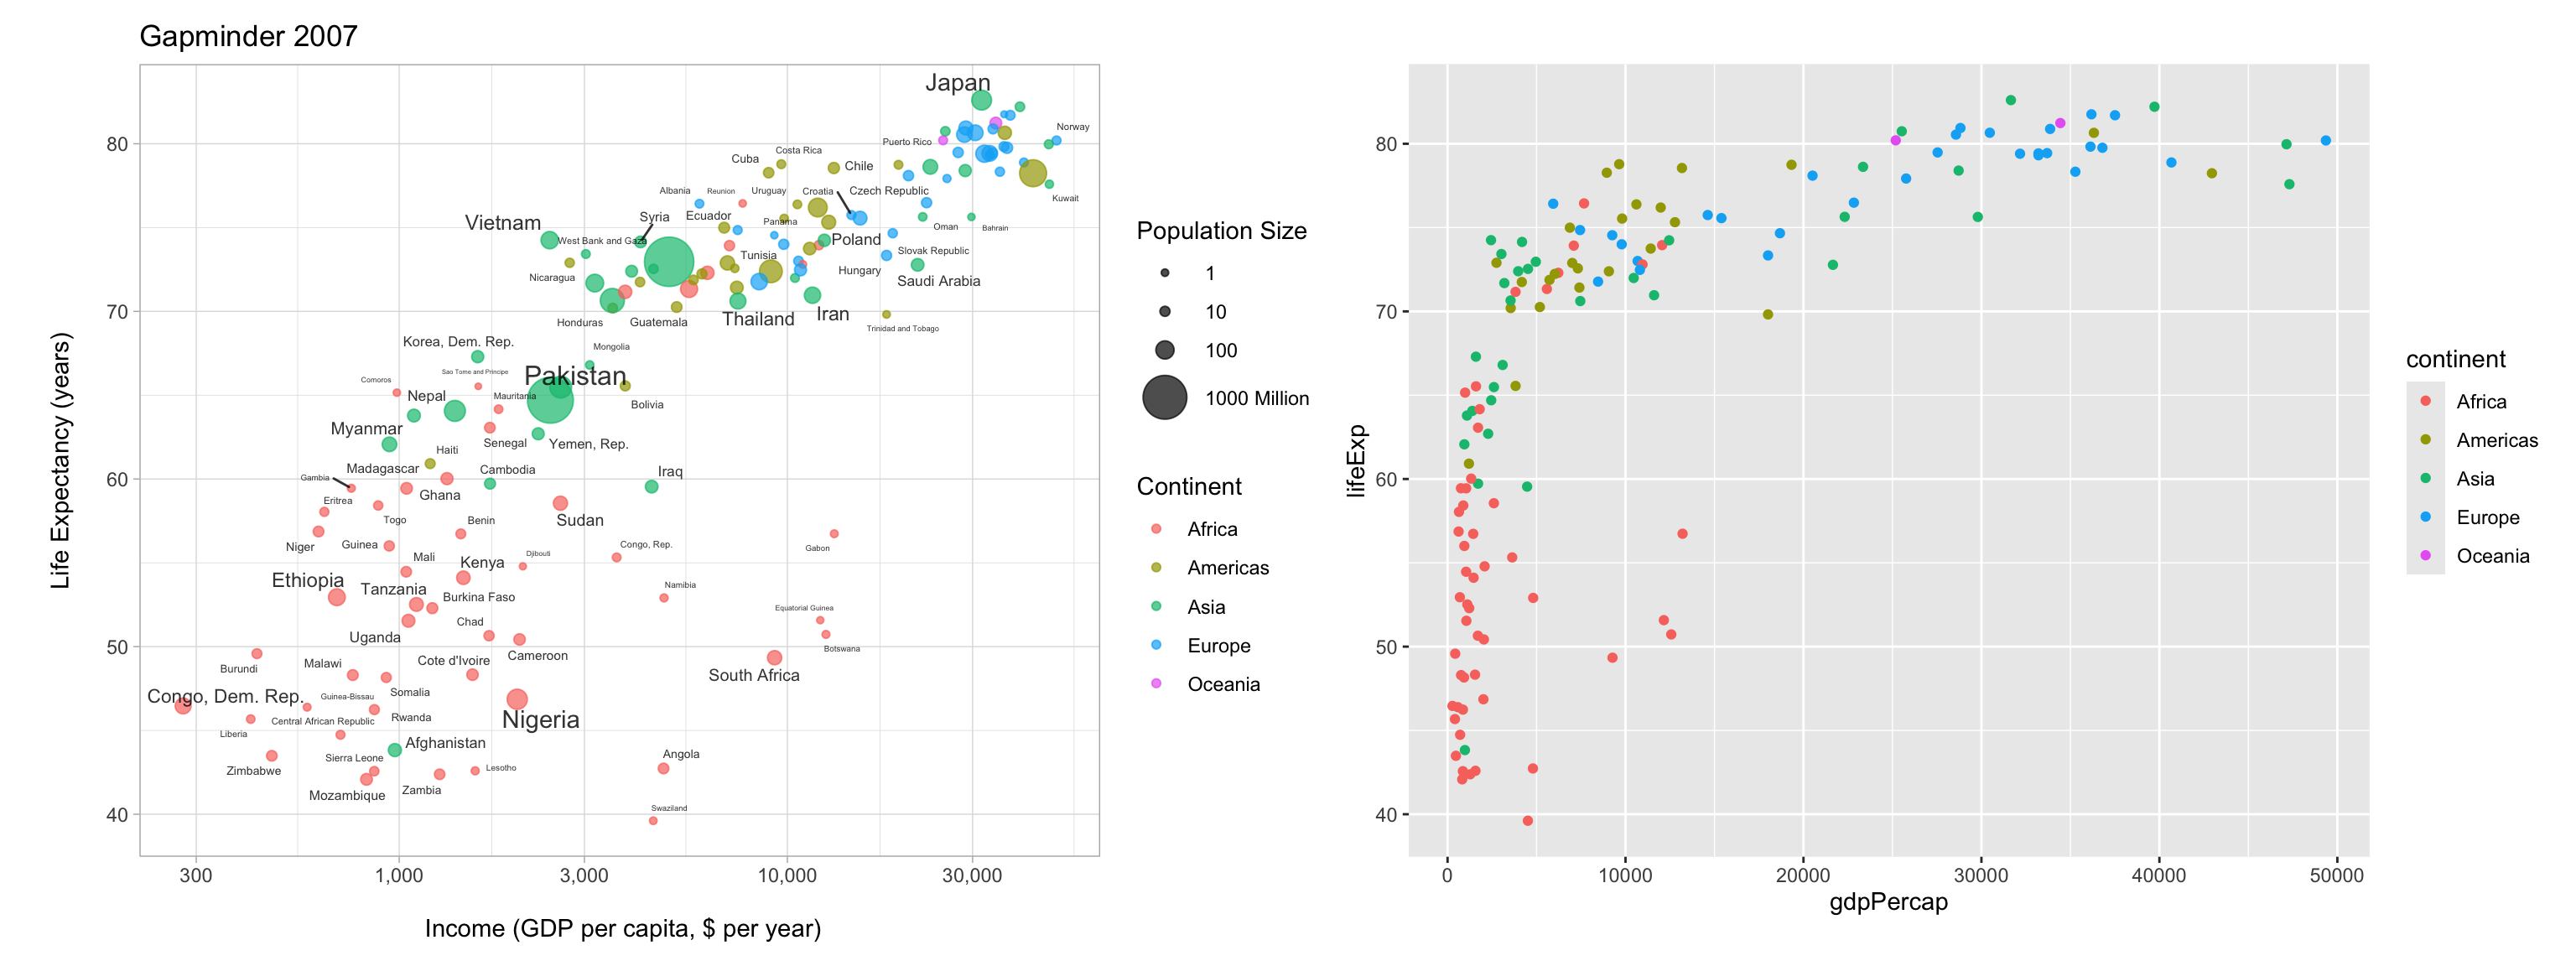 Gapminder 2007
Life Expectancy (years)
80
70
60
50
40
Japan
Norway
Puerto Rico
Costa Rica
Cuba
Chile
Kuwait
Albania
Reunion
Uruguay
Croatia
Czech Republic
Vietnam
Syria
Ecuador
Panama
Oman
Bahrain
West Bank and Gaza
Poland
Tunisia
Slovak Republic
Nicaragua
Hungary
Saudi Arabia
Honduras
Guatemala
Thailand
Iran
Trinidad and Tobago
Korea, Dem. Rep.
Mongolia
Comoros
Sao Tome and Principe
Pakistan
Nepal
Mauritania
Bolivia
Myanmar
Senegal
Yemen, Rep.
Haiti
Madagascar
Cambodia
Iraq
Gambia
Ghana
Eritrea
Togo
Benin
Sudan
Niger
Guinea
Mali
Djibouti
Congo, Rep.
Gabon
Kenya
Ethiopia
Tanzania
Burkina Faso
Namibia
Equatorial Guinea
Chad
Uganda
Cameroon
Botswana
Burundi
Malawi
Cote d'Ivoire
South Africa
Congo, Dem. Rep.
Guinea-Bissau
Somalia
Central African Republic
Rwanda
Nigeria
Liberia
Afghanistan
Zimbabwe
Sierra Leone
Lesotho
Angola
Mozambique
Zambia
Swaziland
300
1,000
3,000
10,000
30,000
Income (GDP per capita, $ per year)
Population Size
1
10
100
1000 Million
Continent
Africa
Americas
Asia
Europe
Oceania
lifeExp
80
70
60
50
40
0
10000
20000
30000
40000
50000
gdpPercap
continent
Africa
Americas
Asia
Europe
Oceania